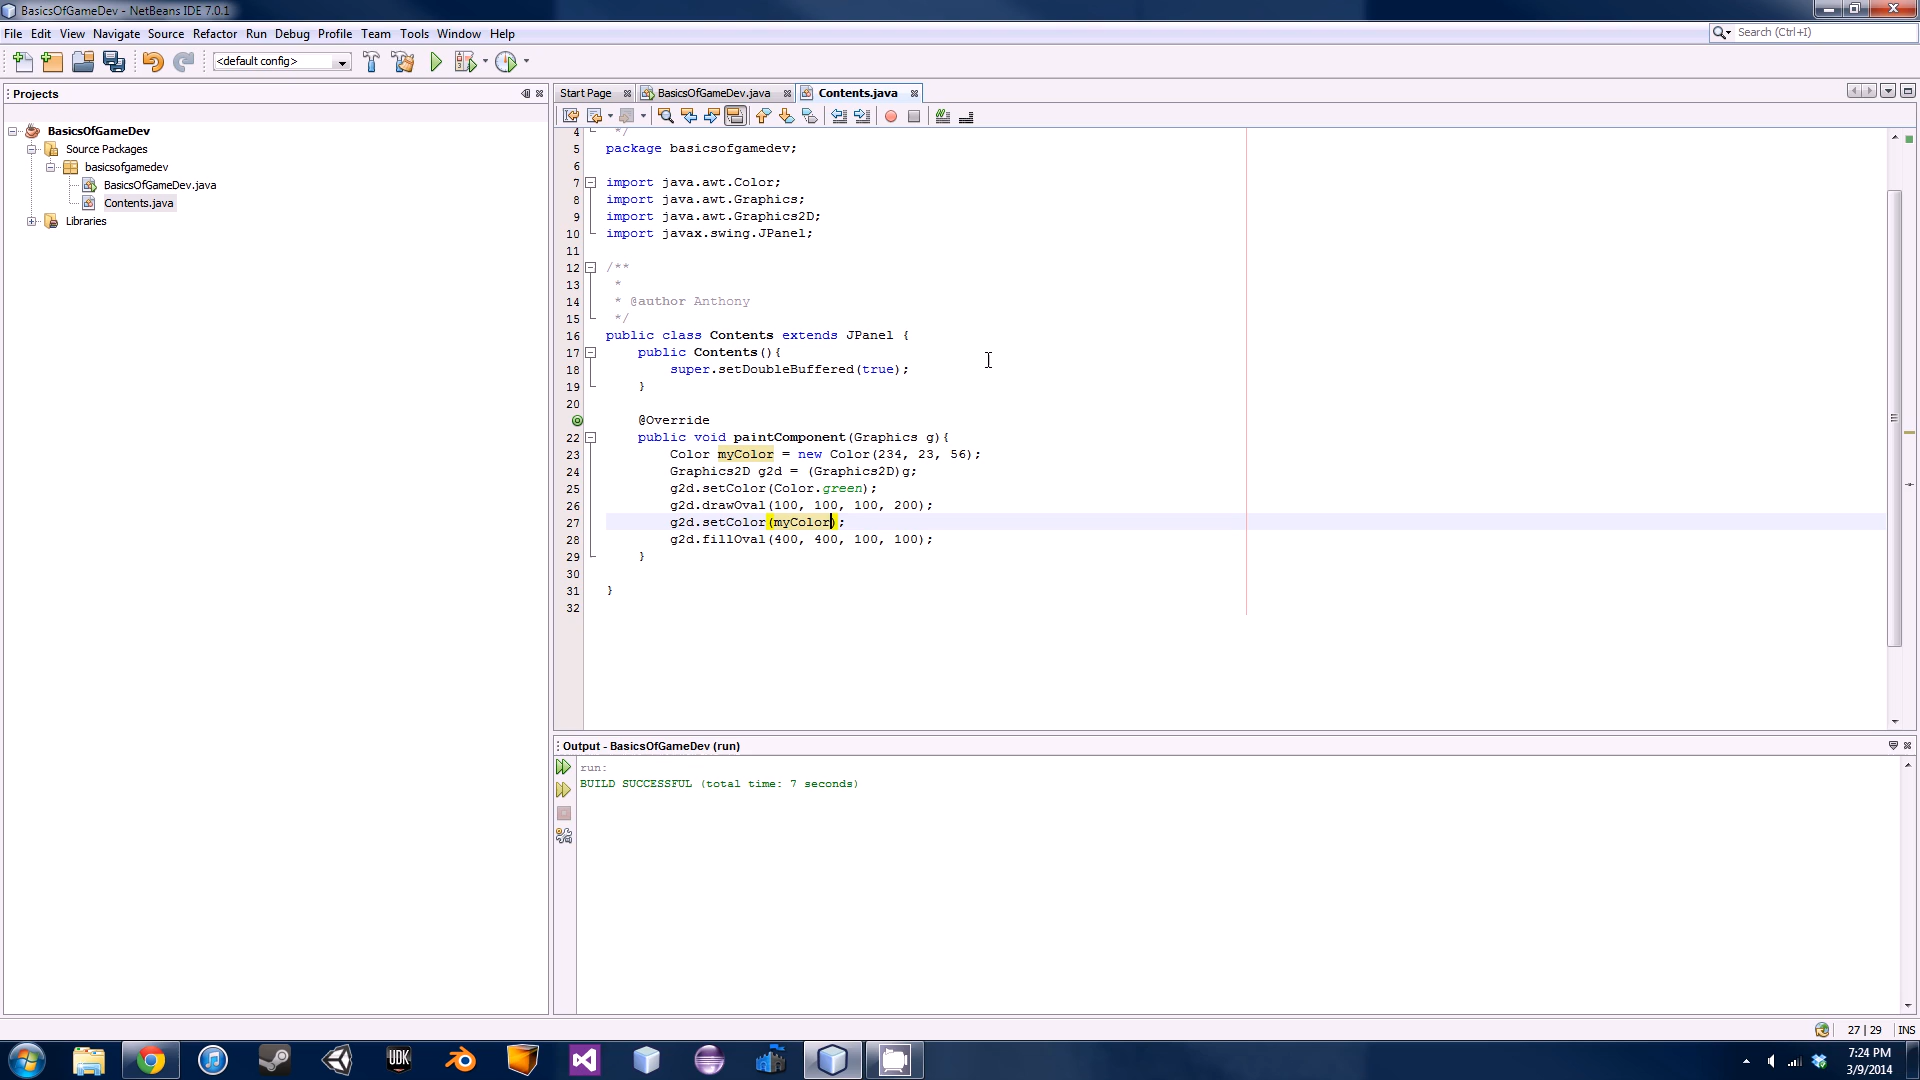 BasicsOfGameDev - NetBeans IDE 7.0.1
File Edit View Navigate Source Refactor Run Debug Profile Team Tools Window Help
Search (Ctrl+I)
<default config>
Projects
Start Page
BasicsOfGameDev.java
Contents.java
BasicsOfGameDev
Source Packages
basicsofgamedev
BasicsOfGameDev.java
Contents.java
Libraries
4 */
5 package basicsofgamedev;
6
7 import java.awt.Color;
8 import java.awt.Graphics;
9 import java.awt.Graphics2D;
10 import javax.swing.JPanel;
11
12 /**
13 *
14 * @author Anthony
15 */
16 public class Contents extends JPanel {
17 public Contents(){
18 super.setDoubleBuffered(true);
19 }
20
@Override
22 public void paintComponent(Graphics g){
23 Color myColor = new Color(234, 23, 56);
24 Graphics2D g2d = (Graphics2D)g;
25 g2d.setColor(Color.green);
26 g2d.drawOval(100, 100, 100, 200);
27 g2d.setColor(myColor);
28 g2d.fillOval(400, 400, 100, 100);
29 }
30
31 }
32
Output - BasicsOfGameDev (run)
run:
BUILD SUCCESSFUL (total time: 7 seconds)
27 | 29 INS
UDK
7:24 PM
3/9/2014